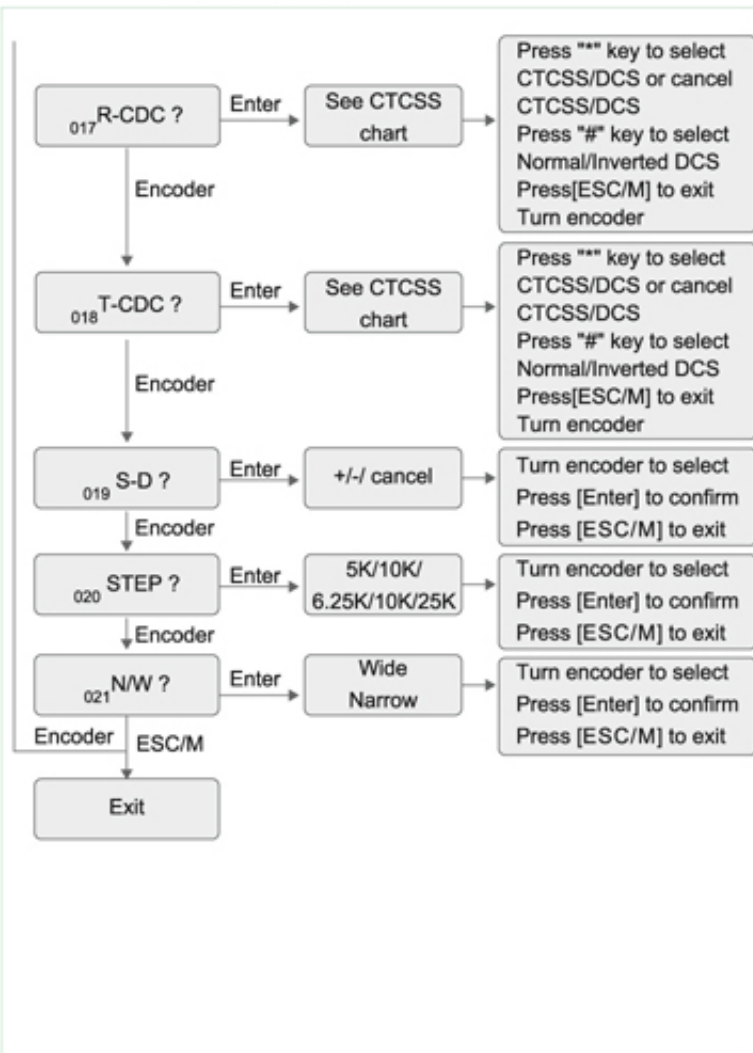 017 R-CDC ?
Enter
See CTCSS
chart
Press "*" key to select
CTCSS/DCS or cancel
CTCSS/DCS
Press "#" key to select
Normal/Inverted DCS
Press[ESC/M] to exit
Turn encoder
Encoder
018 T-CDC ?
Enter
See CTCSS
chart
Press "*" key to select
CTCSS/DCS or cancel
CTCSS/DCS
Press "#" key to select
Normal/Inverted DCS
Press[ESC/M] to exit
Turn encoder
Encoder
019 S-D ?
Enter
+/-/ cancel
Turn encoder to select
Press [Enter] to confirm
Press [ESC/M] to exit
Encoder
020 STEP ?
Enter
5K/10K/
6.25K/10K/25K
Turn encoder to select
Press [Enter] to confirm
Press [ESC/M] to exit
Encoder
021 N/W ?
Enter
Wide
Narrow
Turn encoder to select
Press [Enter] to confirm
Press [ESC/M] to exit
Encoder
ESC/M
Exit